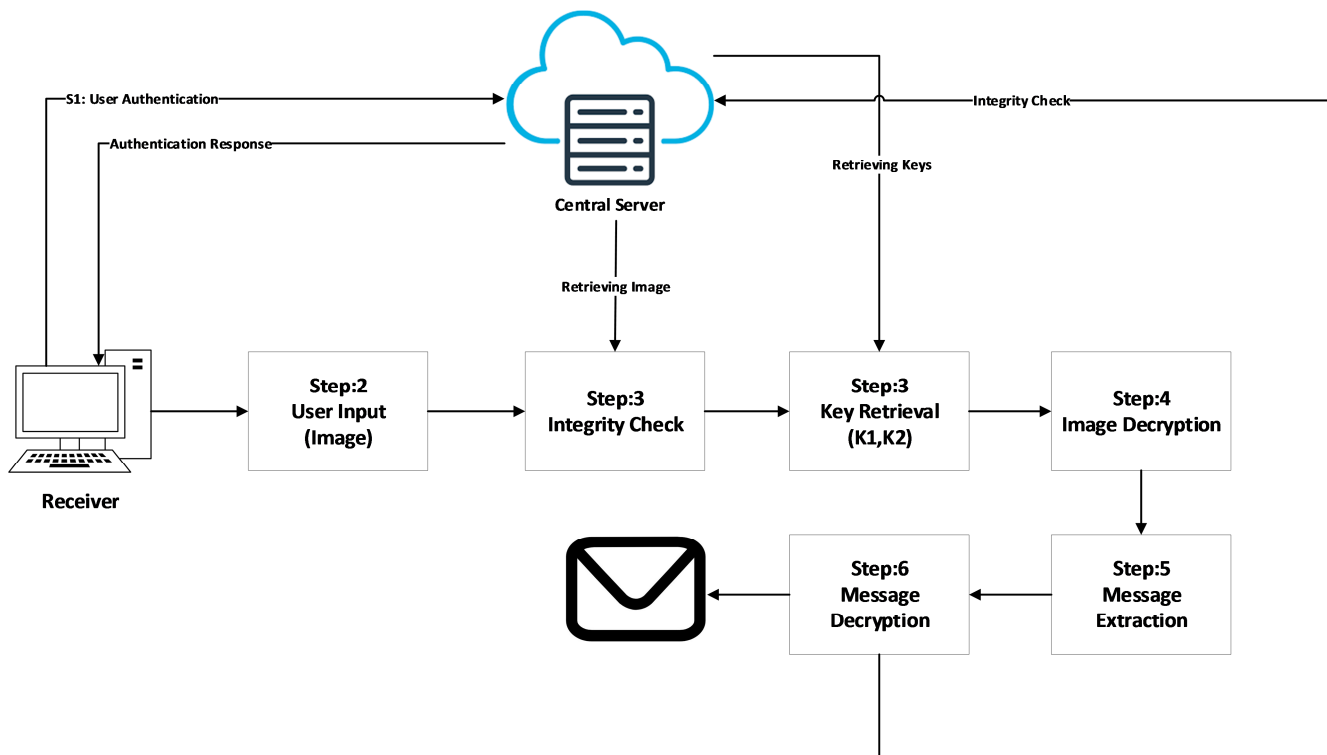 S1: User Authentication
Integrity Check
Authentication Response
Retrieving Keys
Central Server
Retrieving Image
Step:2
User Input
(Image)
Step:3
Integrity Check
Step:3
Key Retrieval
(K1,K2)
Step:4
Image Decryption
Receiver
Step:6
Message
Decryption
Step:5
Message
Extraction